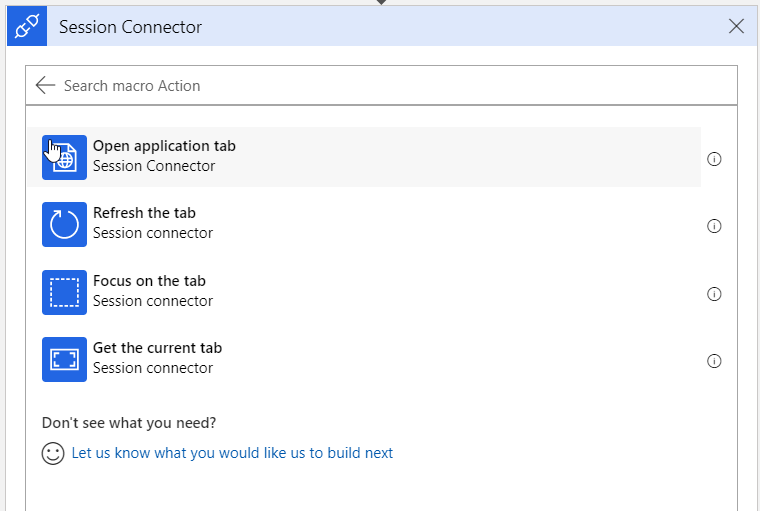 Session Connector
Search macro Action
Open application tab
Session Connector
Refresh the tab
Session connector
Focus on the tab
Session connector
Get the current tab
Session connector
Don't see what you need?
Let us know what you would like us to build next